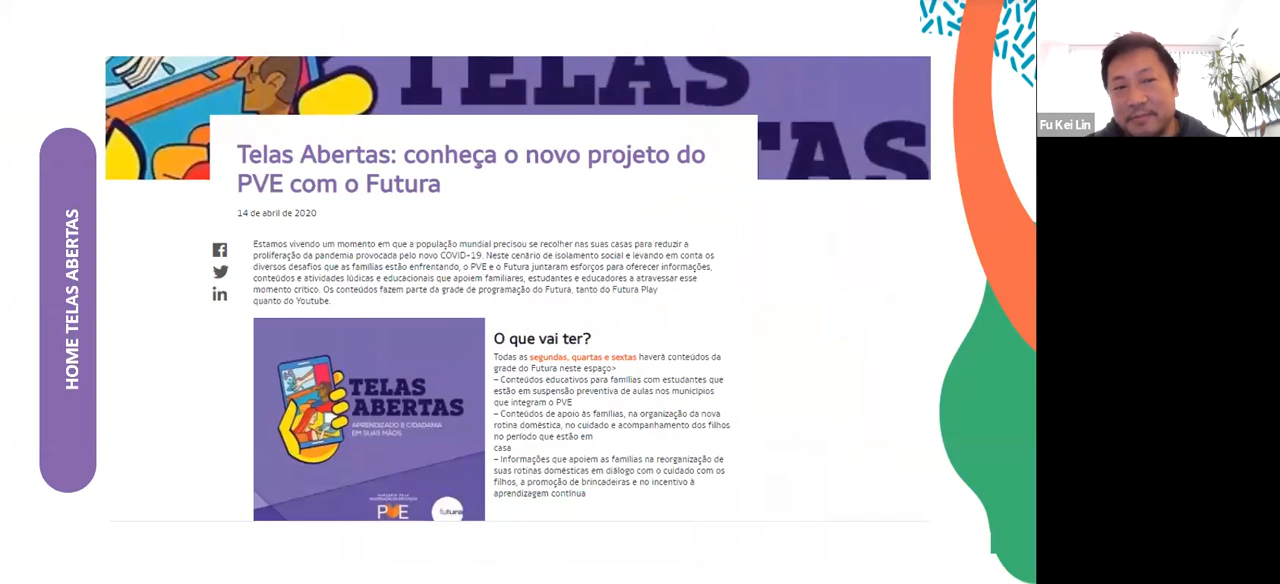 HOME TELAS ABERTAS
TELAS
ABERTAS
Telas Abertas: conheça o novo projeto do
PVE com o Futura
14 de abril de 2020
Estamos vivendo um momento em que a população mundial precisou se recolher nas suas casas para reduzir a
proliferação da pandemia provocada pelo novo COVID-19. Neste cenário de isolamento social e levando em conta os
diversos desafios que as famílias estão enfrentando, o PVE e o Futura juntaram esforços para oferecer informações,
conteúdos e atividades lúdicas e educacionais que apoiem familiares, estudantes e educadores a atravessar esse
momento crítico. Os conteúdos fazem parte da grade de programação do Futura, tanto do Futura Play
quanto do Youtube.
TELAS
ABERTAS
APRENDIZADO E CIDADANIA
EM SUAS MÃOS
PVE
futura
O que vai ter?
Todas as segundas, quartas e sextas haverá conteúdos da
grade do Futura neste espaço>
– Conteúdos educativos para famílias com estudantes que
estão em suspensão preventiva de aulas nos municípios
que integram o PVE
– Conteúdos de apoio às famílias, na organização da nova
rotina doméstica, no cuidado e acompanhamento dos filhos
no período que estão em
casa
– Informações que apoiem as famílias na reorganização de
suas rotinas domésticas em diálogo com o cuidado com os
filhos, a promoção de brincadeiras e no incentivo à
aprendizagem contínua
Fu Kei Lin